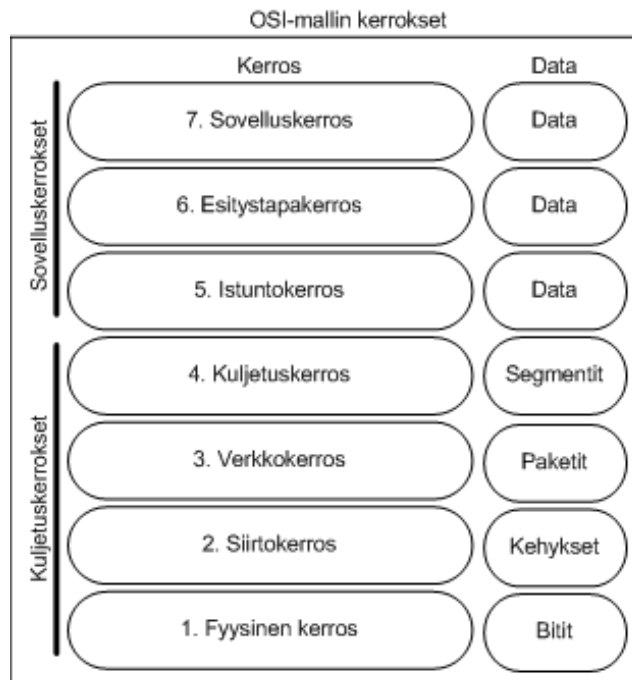 OSI-mallin kerrokset
Kerros Data
Sovelluskerrokset
7. Sovelluskerros Data
6. Esitystapakerros Data
5. Istuntokerros Data
Kuljetuskerrokset
4. Kuljetuskerros Segmentit
3. Verkkokerros Paketit
2. Siirtokerros Kehykset
1. Fyysinen kerros Bitit